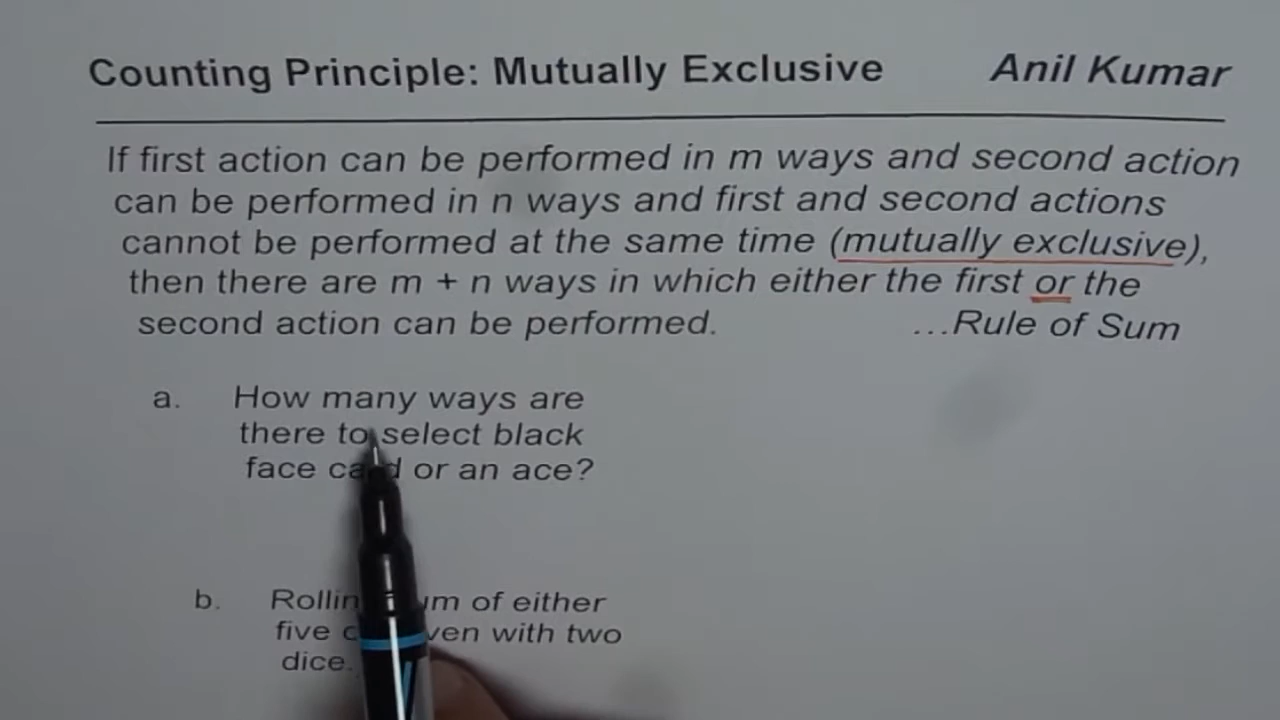 Counting Principle: Mutually Exclusive Anil Kumar
If first action can be performed in m ways and second action
can be performed in n ways and first and second actions
cannot be performed at the same time (mutually exclusive),
then there are m + n ways in which either the first or the
second action can be performed. ...Rule of Sum
a. How many ways are
there to select black
face or an ace?
b. of either
five with two
dice.